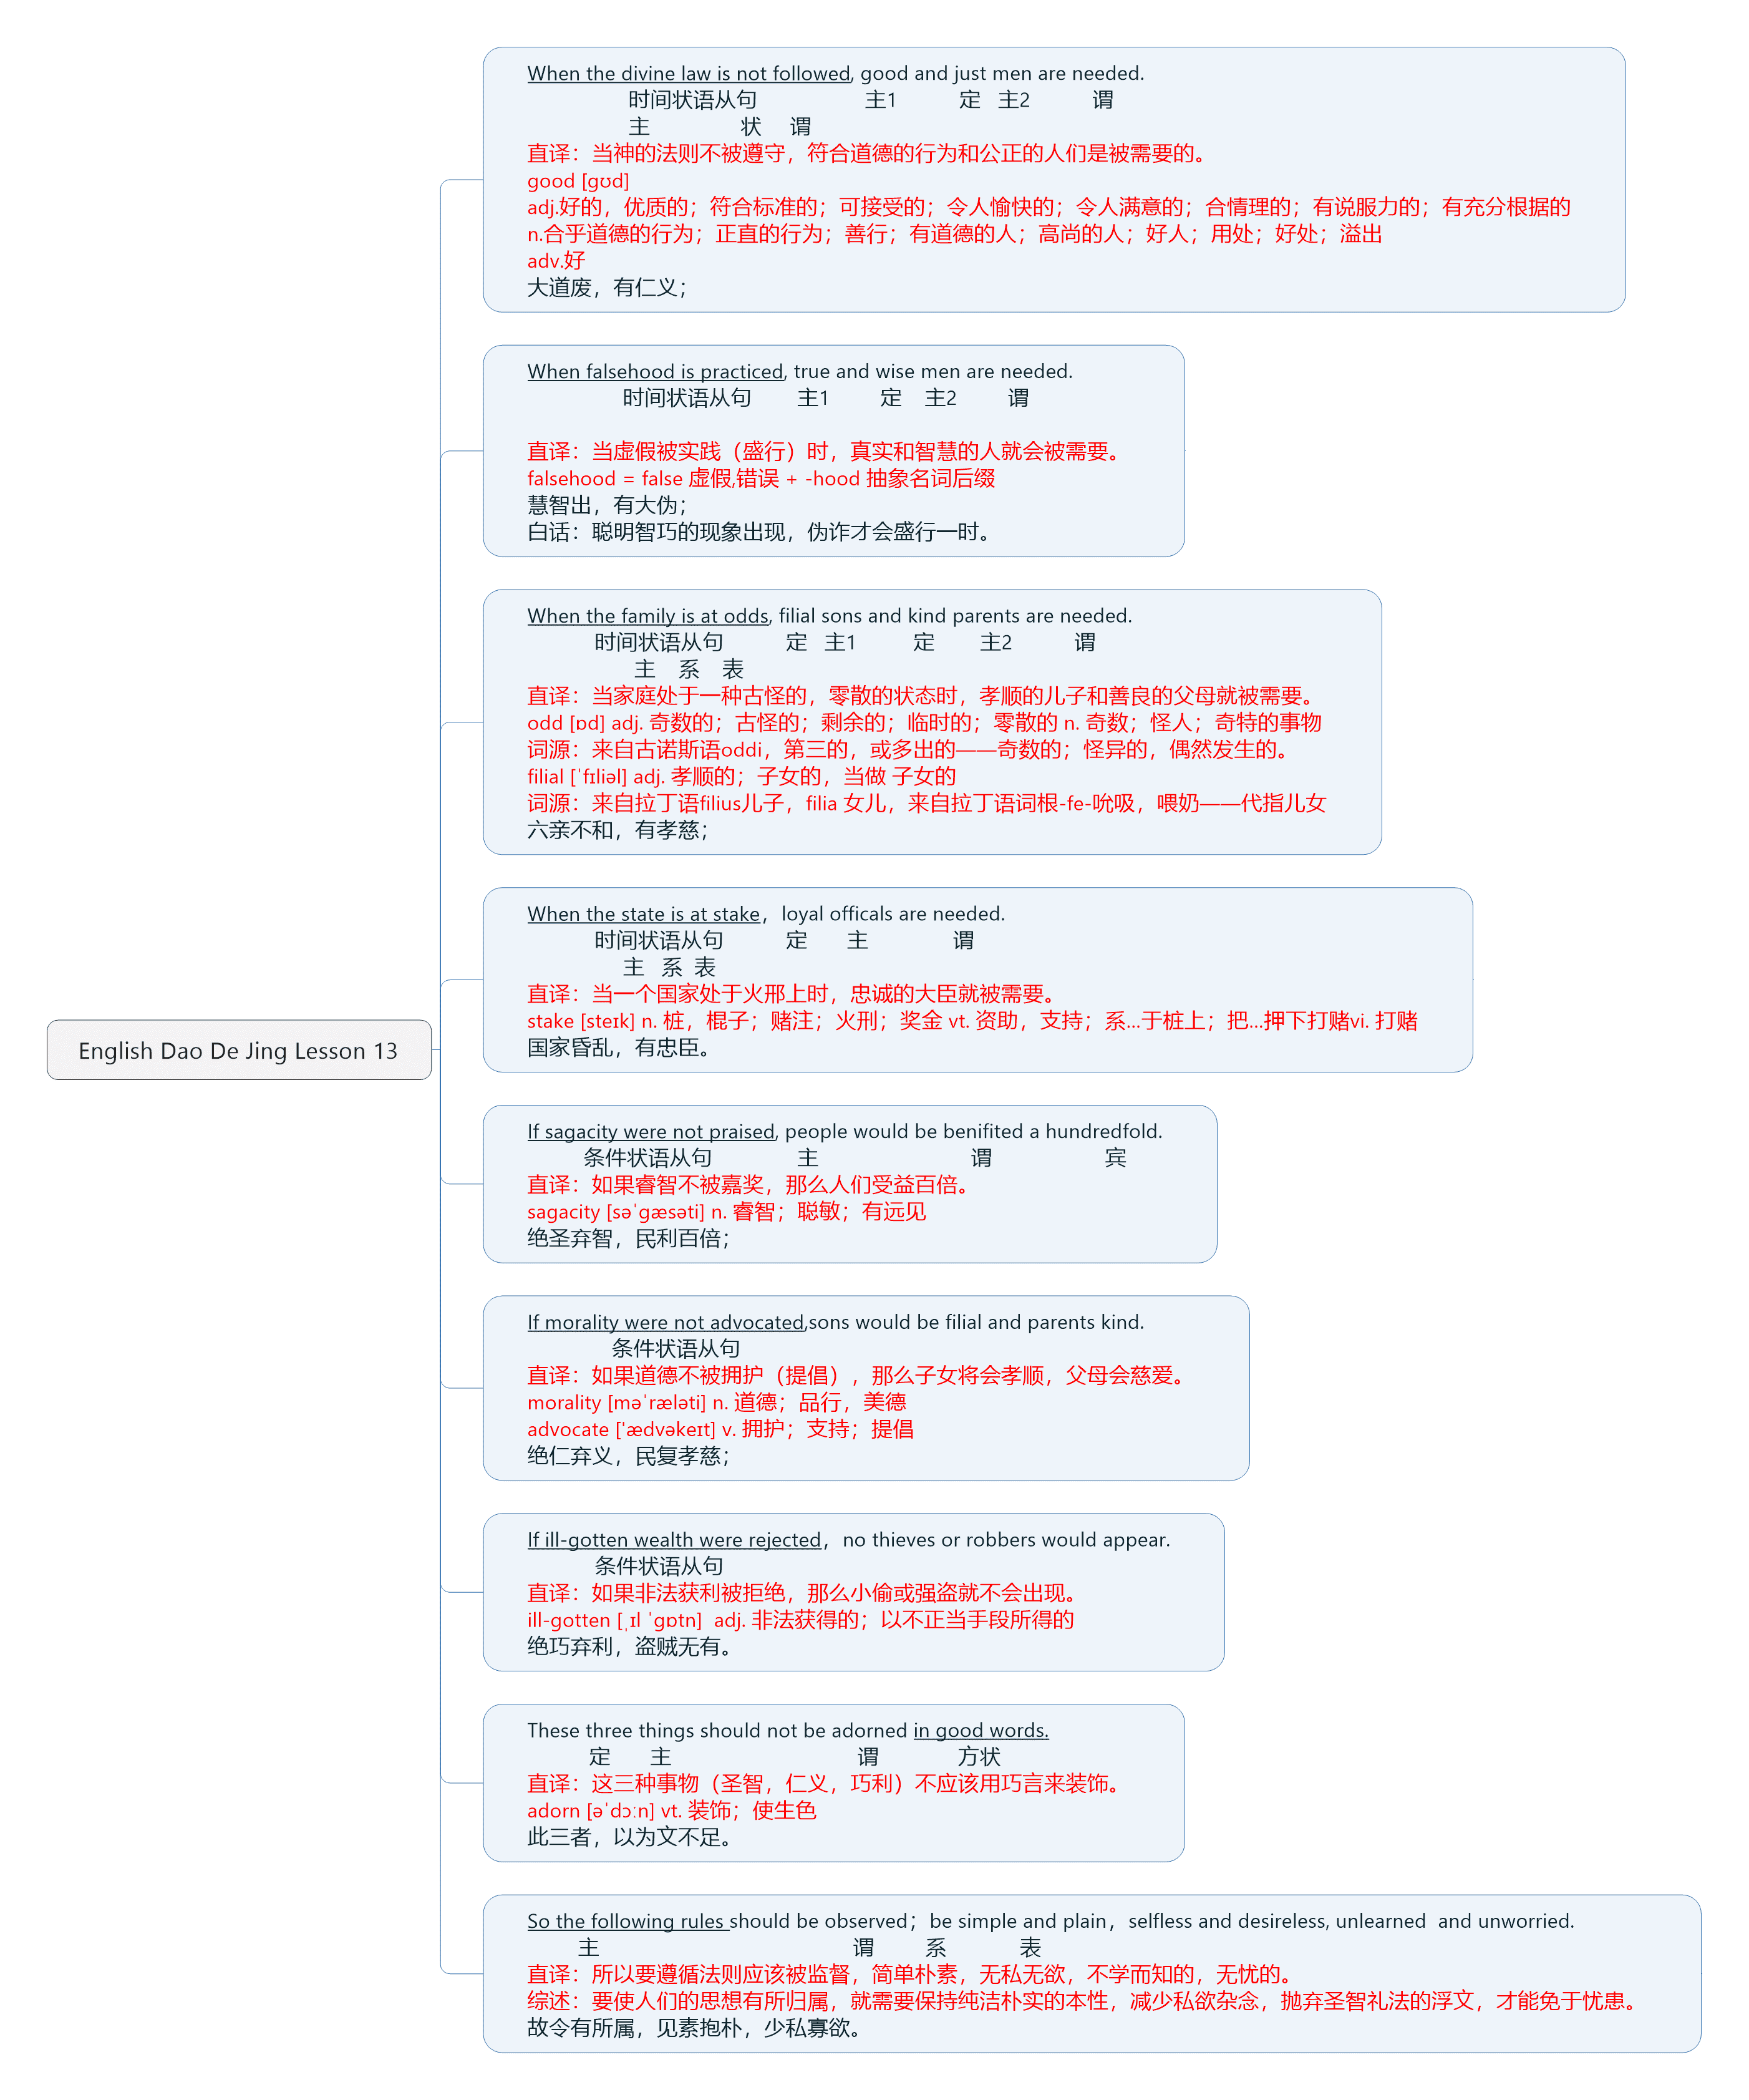 When the divine law is not followed, good and just men are needed.
时间状语从句 主1 定 主2 谓
主 状 谓
直译：当神的法则不被遵守，符合道德的行为和公正的人们是被需要的。
good [gʊd]
adj.好的，优质的；符合标准的；可接受的；令人愉快的；令人满意的；合情理的；有说服力的；有充分根据的
n.合乎道德的行为；正直的行为；善行；有道德的人；高尚的人；好人；用处；好处；溢出
adv.好
大道废，有仁义；
When falsehood is practiced, true and wise men are needed.
时间状语从句 主1 定 主2 谓
直译：当虚假被实践（盛行）时，真实和智慧的人就会被需要。
falsehood = false 虚假,错误 + -hood 抽象名词后缀
慧智出，有大伪；
白话：聪明智巧的现象出现，伪诈才会盛行一时。
When the family is at odds, filial sons and kind parents are needed.
时间状语从句 定 主1 定 主2 谓
主 系 表
直译：当家庭处于一种古怪的，零散的状态时，孝顺的儿子和善良的父母就被需要。
odd [ɒd] adj. 奇数的；古怪的；剩余的；临时的；零散的 n. 奇数；怪人；奇特的事物
词源：来自古诺斯语oddi，第三的，或多出的——奇数的；怪异的，偶然发生的。
filial [ˈfɪliəl] adj. 孝顺的；子女的，当做 子女的
词源：来自拉丁语filius儿子，filia 女儿，来自拉丁语词根-fe-吮吸，喂奶——代指儿女
六亲不和，有孝慈；
When the state is at stake，loyal officals are needed.
时间状语从句 定 主 谓
主 系 表
直译：当一个国家处于火邢上时，忠诚的大臣就被需要。
stake [steɪk] n. 桩，棍子；赌注；火刑；奖金 vt. 资助，支持；系...于桩上；把...押下打赌vi. 打赌
国家昏乱，有忠臣。
English Dao De Jing Lesson 13
If sagacity were not praised, people would be benifited a hundredfold.
条件状语从句 主 谓 宾
直译：如果睿智不被嘉奖，那么人们受益百倍。
sagacity [səˈgæsəti] n. 睿智；聪敏；有远见
绝圣弃智，民利百倍；
If morality were not advocated,sons would be filial and parents kind.
条件状语从句
直译：如果道德不被拥护（提倡），那么子女将会孝顺，父母会慈爱。
morality [məˈræləti] n. 道德；品行，美德
advocate ['ædvəkeɪt] v. 拥护；支持；提倡
绝仁弃义，民复孝慈；
If ill-gotten wealth were rejected，no thieves or robbers would appear.
条件状语从句
直译：如果非法获利被拒绝，那么小偷或强盗就不会出现。
ill-gotten [ˌɪl ˈgɒtn] adj. 非法获得的；以不正当手段所得的
绝巧弃利，盗贼无有。
These three things should not be adorned in good words.
定 主 谓 方状
直译：这三种事物（圣智，仁义，巧利）不应该用巧言来装饰。
adorn [əˈdɔːn] vt. 装饰；使生色
此三者，以为文不足。
So the following rules should be observed；be simple and plain，selfless and desireless, unlearned and unworried.
主 谓 系 表
直译：所以要遵循法则应该被监督，简单朴素，无私无欲，不学而知的，无忧的。
综述：要使人们的思想有所归属，就需要保持纯洁朴实的本性，减少私欲杂念，抛弃圣智礼法的浮文，才能免于忧患。
故令有所属，见素抱朴，少私寡欲。